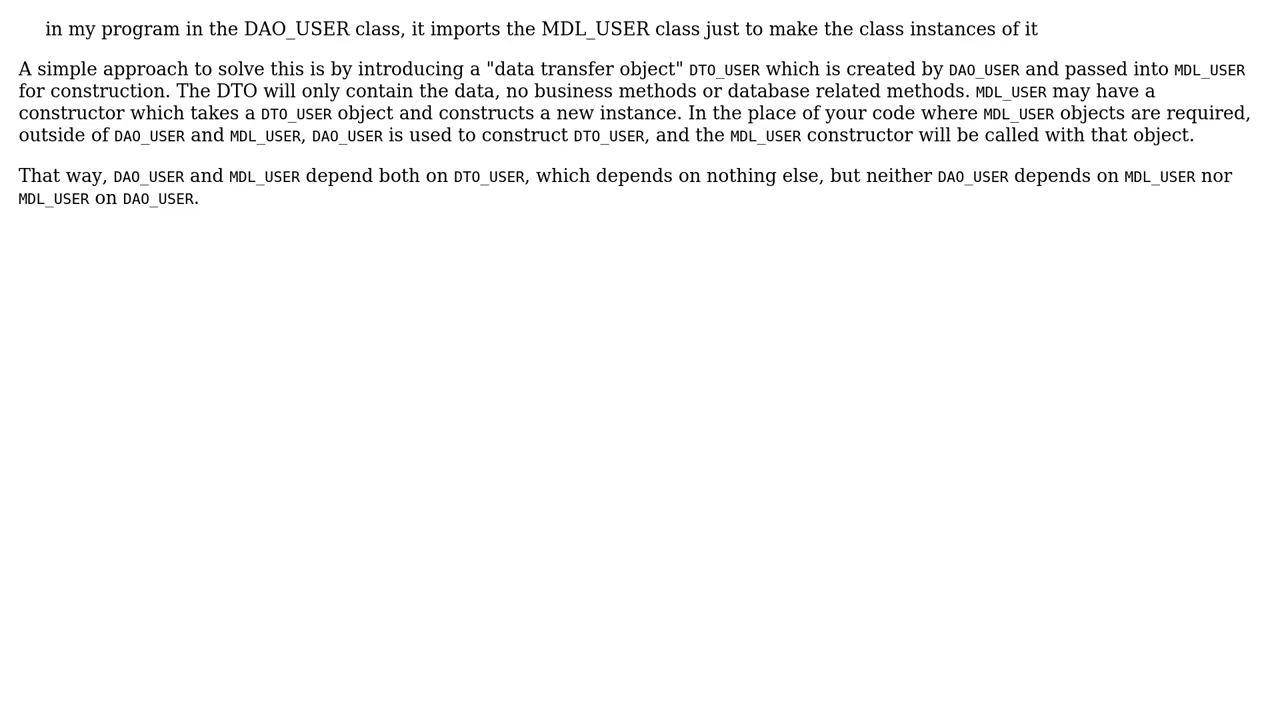 in my program in the DAO_USER class, it imports the MDL_USER class just to make the class instances of it
A simple approach to solve this is by introducing a "data transfer object" DTO_USER which is created by DAO_USER and passed into MDL_USER
for construction. The DTO will only contain the data, no business methods or database related methods. MDL_USER may have a
constructor which takes a DTO_USER object and constructs a new instance. In the place of your code where MDL_USER objects are required,
outside of DAO_USER and MDL_USER, DAO_USER is used to construct DTO_USER, and the MDL_USER constructor will be called with that object.
That way, DAO_USER and MDL_USER depend both on DTO_USER, which depends on nothing else, but neither DAO_USER depends on MDL_USER nor
MDL_USER on DAO_USER.